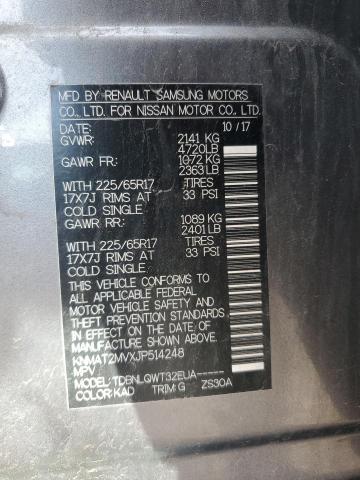 MFD BY-RENAULT SAMSUNG MOTORS
CO., LTD. FOR NISSAN MOTOR CO., LTD.
DATE: 10/17
GVWR: 2141 KG
4720LB
GAWR FR: 1072 KG
2363LB
WITH 225/65R17 TIRES
17X7J RIMS AT 33 PSI
COLD SINGLE
GAWR RR: 1089 KG
2401LB
WITH 225/65R17 TIRES
17X7J RIMS AT 33 PSI
COLD SINGLE
THIS VEHICLE CONFORMS TO ALL
APPLICABLE FEDERAL MOTOR
VEHICLE SAFETY, BUMPER, AND
THEFT PREVENTION STANDARDS
IN EFFECT ON THE DATE OF
MANUFACTURE SHOWN ABOVE.
KNMAT2MVXJP514248
MPV
MODEL:TDBNLQWT32EUA-----
COLOR:KAD TRIM:G ZS30A